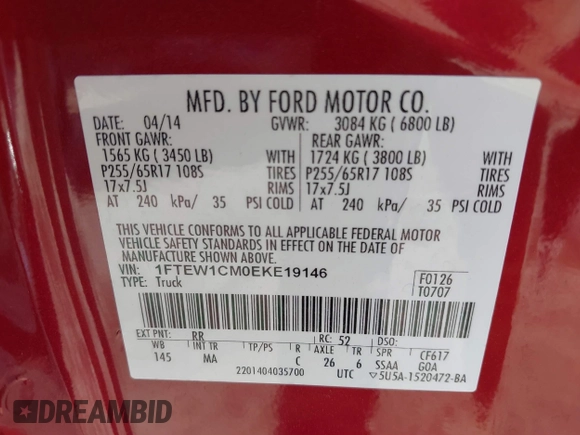 MFD. BY FORD MOTOR CO.
DATE: 04/14 GVWR: 3084 KG ( 6800 LB)
FRONT GAWR: REAR GAWR:
1565 KG ( 3450 LB) WITH 1724 KG ( 3800 LB) WITH
P255/65R17 108S TIRES P255/65R17 108S TIRES
17x7.5J RIMS 17x7.5J RIMS
AT 240 kPa/ 35 PSI COLD AT 240 kPa/ 35 PSI COLD
THIS VEHICLE CONFORMS TO ALL APPLICABLE FEDERAL MOTOR
VEHICLE SAFETY STANDARDS IN EFFECT ON THE DATE OF
MANUFACTURE SHOWN ABOVE.
VIN: 1FTEW1CM0EKE19146 F0126
TYPE: Truck T0707
EXT PNT: RR RC: 52 DSO:
WB INT TRIM TP/PS R AXLE TR SPR CF617
145 MA C 26 6 SSAA GOA
2201404035700 UTC 5U5A-1520472-BA
DREAMBID